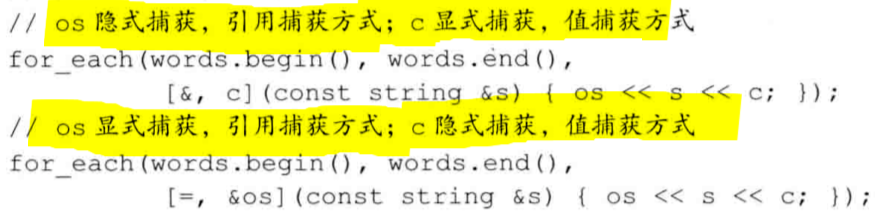 // os 隐式捕获，引用捕获方式；c 显式捕获，值捕获方式
for_each(words.begin(), words.end(),
[&, c](const string &s) { os << s << c; });
// os 显式捕获，引用捕获方式；c 隐式捕获，值捕获方式
for_each(words.begin(), words.end(),
[=, &os](const string &s) { os << s << c; });